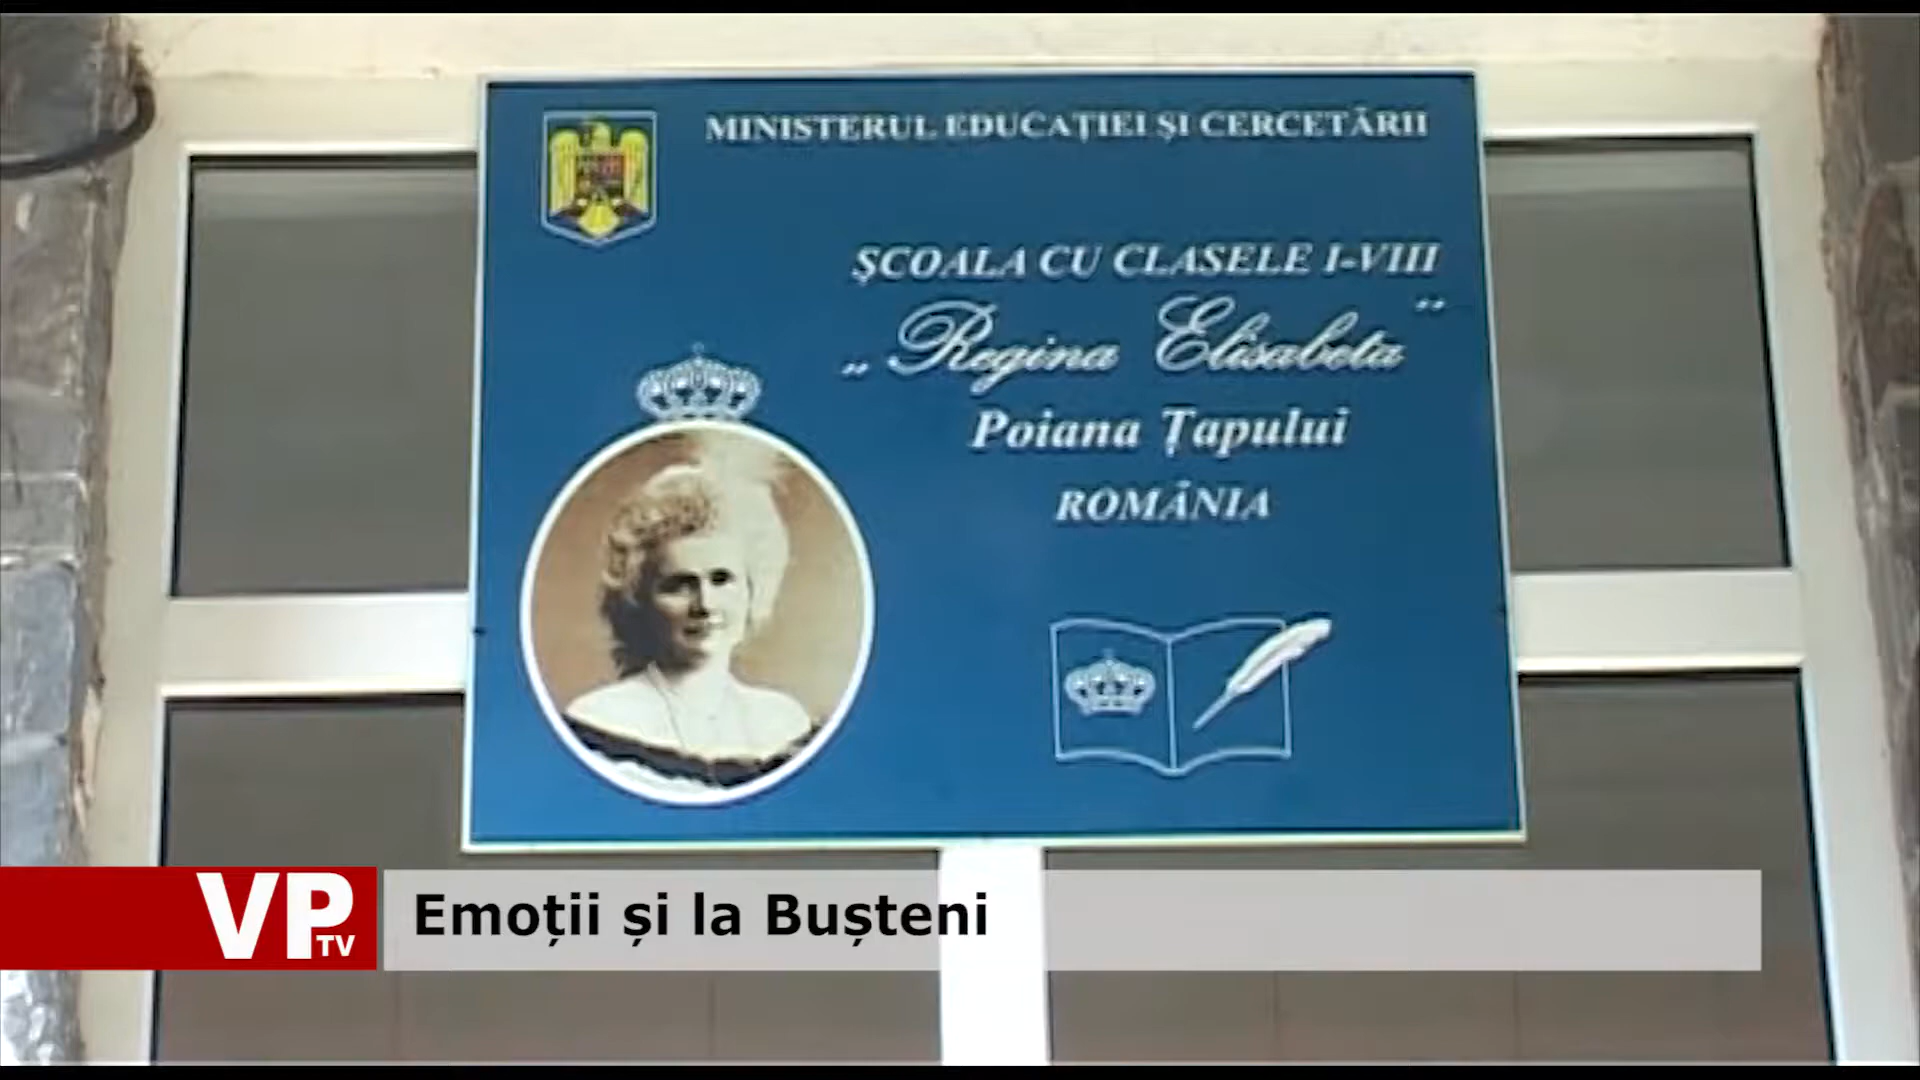 MINISTERUL EDUCAȚIEI ȘI CERCETĂRII
ȘCOALA CU CLASELE I-VIII
„Regina Elisabeta”
Poiana Țapului
ROMÂNIA
VP TV
Emoții și la Bușteni